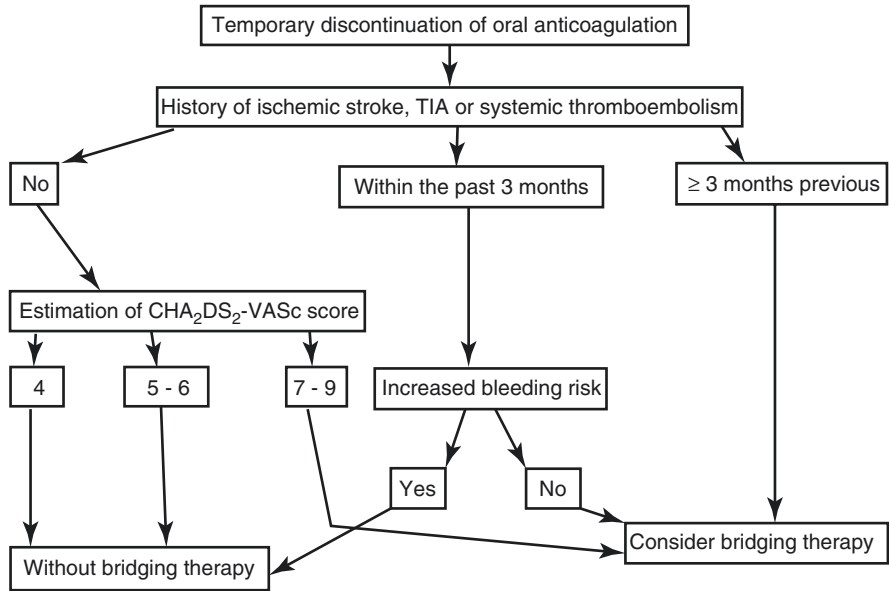 Temporary discontinuation of oral anticoagulation
History of ischemic stroke, TIA or systemic thromboembolism
No
Within the past 3 months
≥ 3 months previous
Estimation of CHA₂DS₂-VASc score
4
5 - 6
7 - 9
Increased bleeding risk
Yes
No
Without bridging therapy
Consider bridging therapy